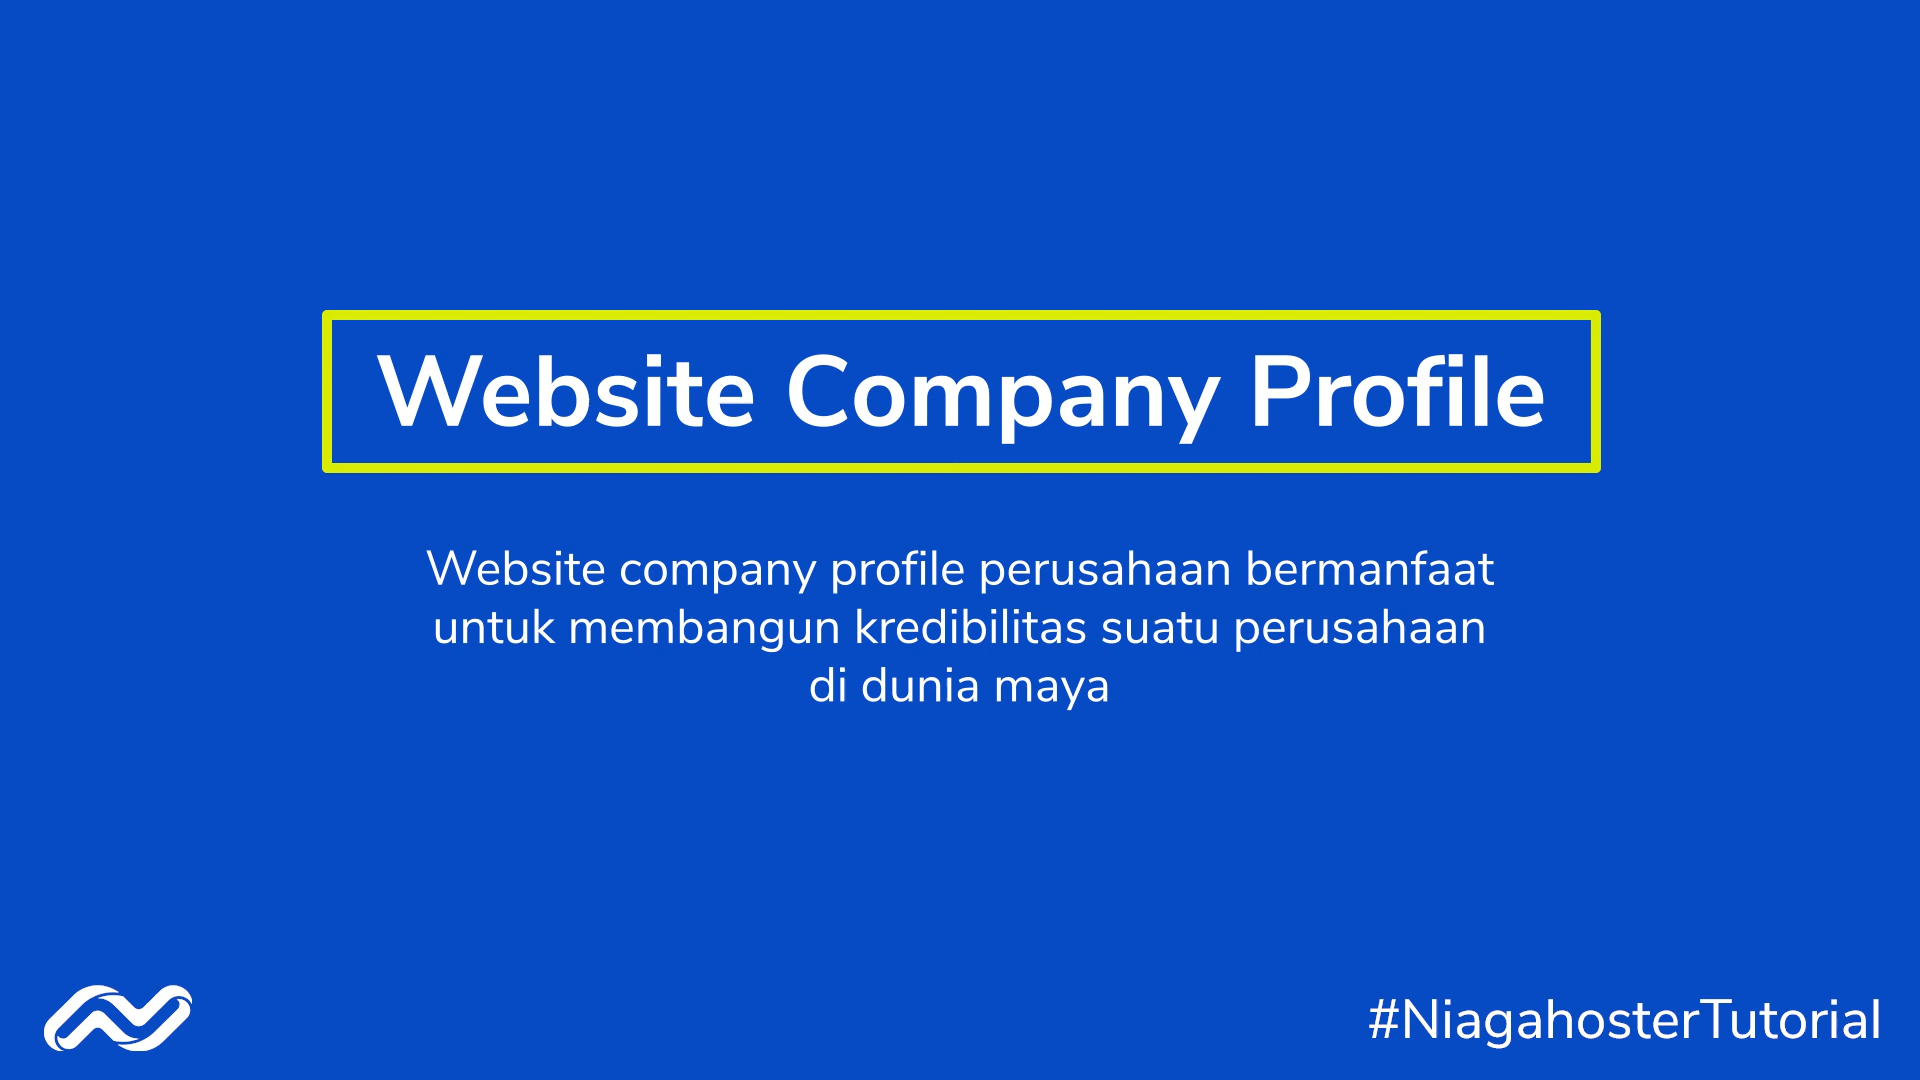 Website Company Profile
Website company profile perusahaan bermanfaat
untuk membangun kredibilitas suatu perusahaan
di dunia maya
#NiagahosterTutorial